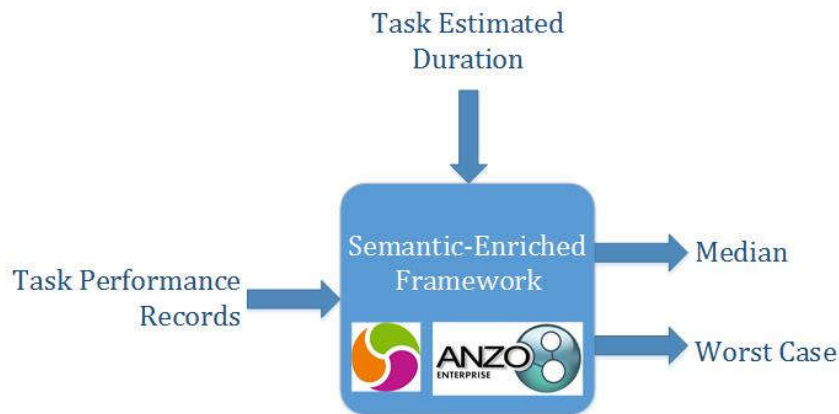 Task Estimated
Duration
Semantic-Enriched
Framework
Median
Task Performance
Records
ANZO
ENTERPRISE
Worst Case